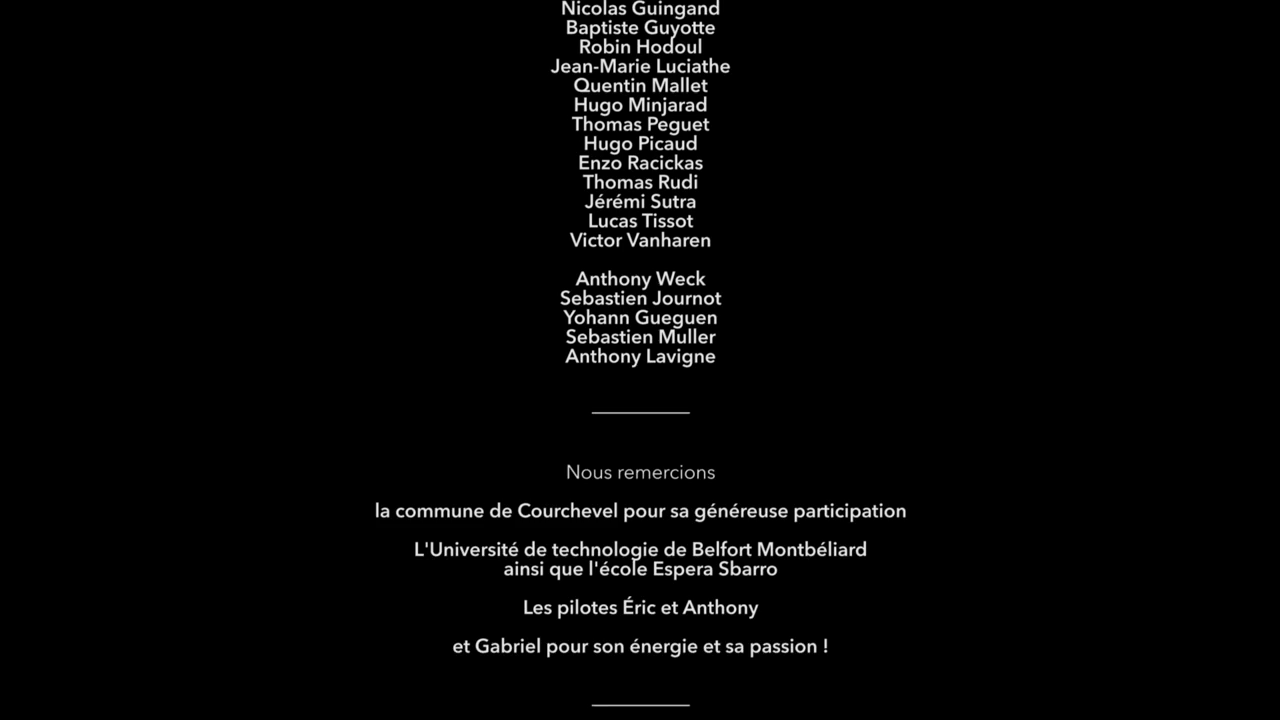 Nicolas Guingand
Baptiste Guyotte
Robin Hodoul
Jean-Marie Luciathe
Quentin Mallet
Hugo Minjarad
Thomas Peguet
Hugo Picaud
Enzo Racickas
Thomas Rudi
Jérémi Sutra
Lucas Tissot
Victor Vanharen
Anthony Weck
Sebastien Journot
Yohann Gueguen
Sebastien Muller
Anthony Lavigne
Nous remercions
la commune de Courchevel pour sa généreuse participation
L'Université de technologie de Belfort Montbéliard
ainsi que l'école Espera Sbarro
Les pilotes Éric et Anthony
et Gabriel pour son énergie et sa passion !